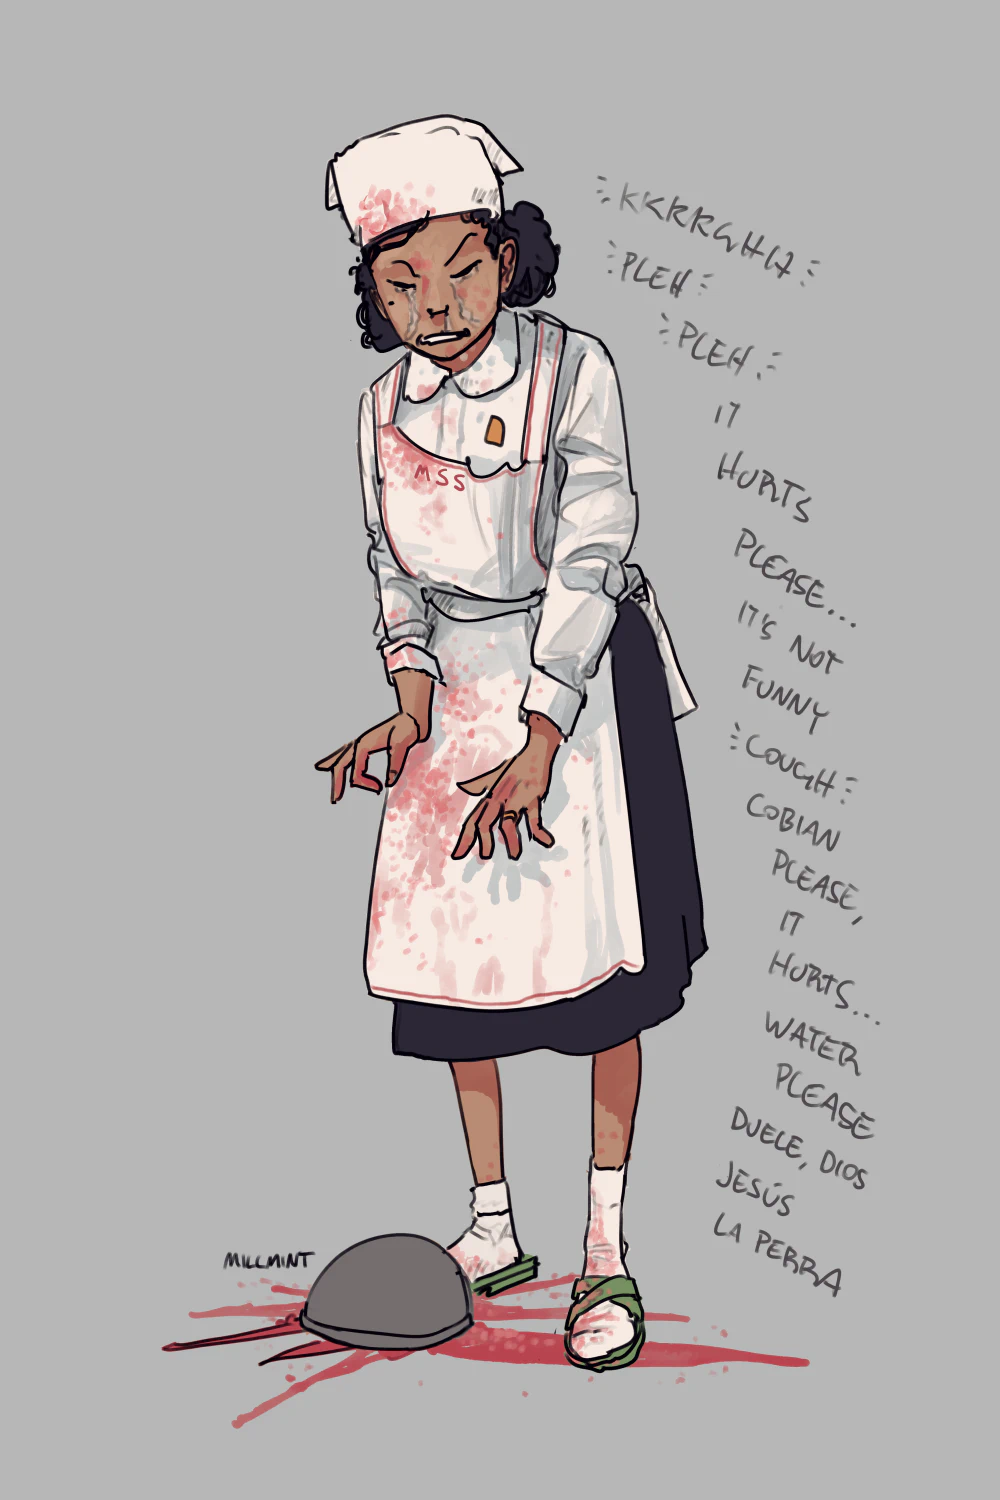 KKRRGHH
PLEH
PLEH
IT
HURTS
PLEASE...
IT'S NOT
FUNNY
COUGH
COBIAN
PLEASE,
IT
HURTS...
WATER
PLEASE
DUELE, DIOS
JESÚS
LA PERRA
MSS
MILLMINT